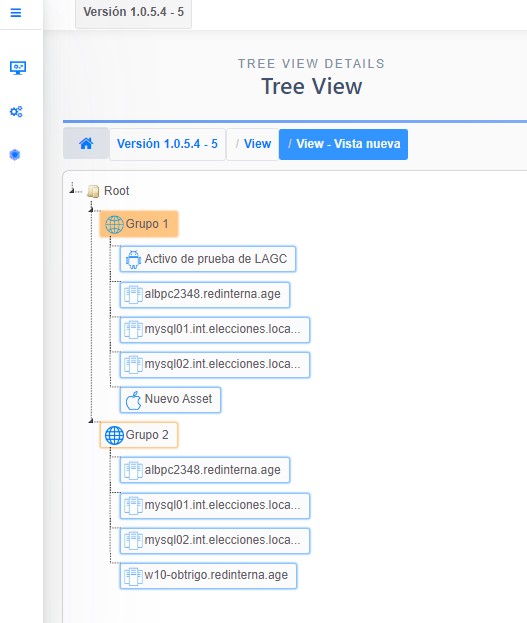 Versión 1.0.5.4 - 5
TREE VIEW DETAILS
Tree View
Versión 1.0.5.4 - 5 / View / View - Vista nueva
Root
Grupo 1
Activo de prueba de LAGC
albpc2348.redinterna.age
mysql01.int.elecciones.loca...
mysql02.int.elecciones.loca...
Nuevo Asset
Grupo 2
albpc2348.redinterna.age
mysql01.int.elecciones.loca...
mysql02.int.elecciones.loca...
w10-obtrigo.redinterna.age